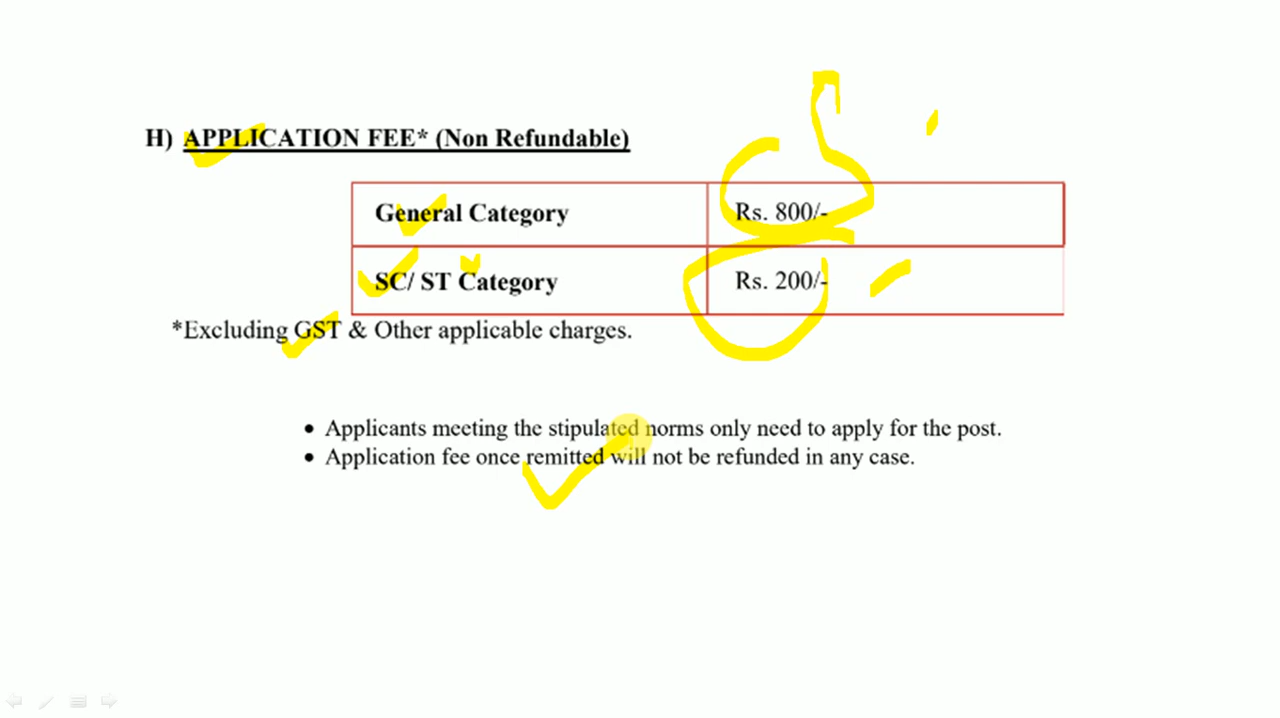 H) APPLICATION FEE* (Non Refundable)
General Category Rs. 800/-
SC/ ST Category Rs. 200/-
*Excluding GST & Other applicable charges.
• Applicants meeting the stipulated norms only need to apply for the post.
• Application fee once remitted will not be refunded in any case.